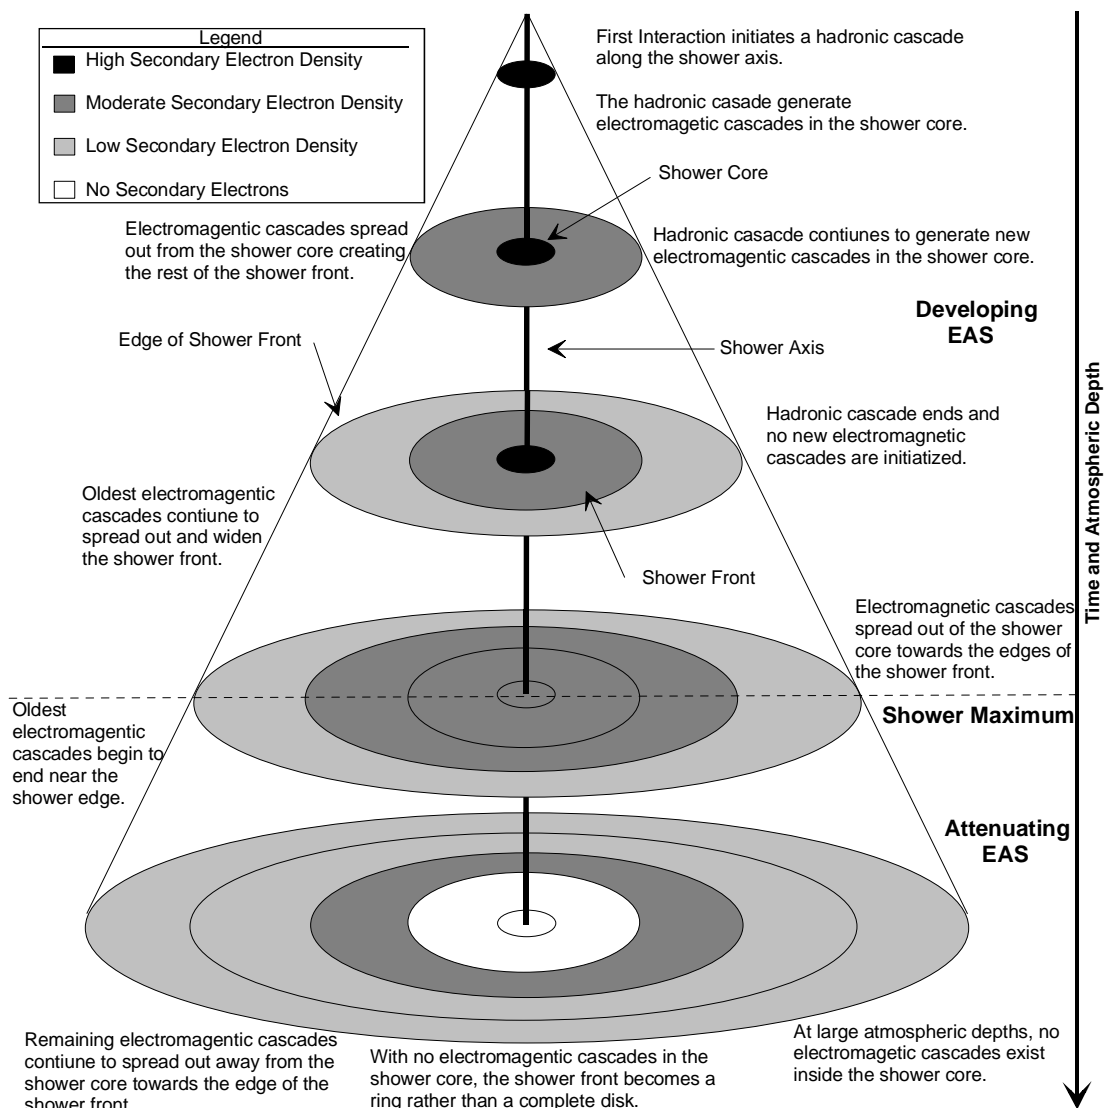 Legend
High Secondary Electron Density
Moderate Secondary Electron Density
Low Secondary Electron Density
No Secondary Electrons
First Interaction initiates a hadronic cascade
along the shower axis.
The hadronic casade generate
electromagetic cascades in the shower core.
Shower Core
Electromagentic cascades spread
out from the shower core creating
the rest of the shower front.
Hadronic casacde contiunes to generate new
electromagentic cascades in the shower core.
Developing
EAS
Edge of Shower Front
Shower Axis
Time and Atmospheric Depth
Hadronic cascade ends and
no new electromagnetic
cascades are initiatized.
Oldest electromagentic
cascades contiune to
spread out and widen
the shower front.
Shower Front
Electromagnetic cascades
spread out of the shower
core towards the edges of
the shower front.
Oldest
electromagentic
cascades begin to
end near the
shower edge.
Shower Maximum
Attenuating
EAS
Remaining electromagentic cascades
contiune to spread out away from the
shower core towards the edge of the
shower front
With no electromagentic cascades in the
shower core, the shower front becomes a
ring rather than a complete disk.
At large atmospheric depths, no
electromagetic cascades exist
inside the shower core.